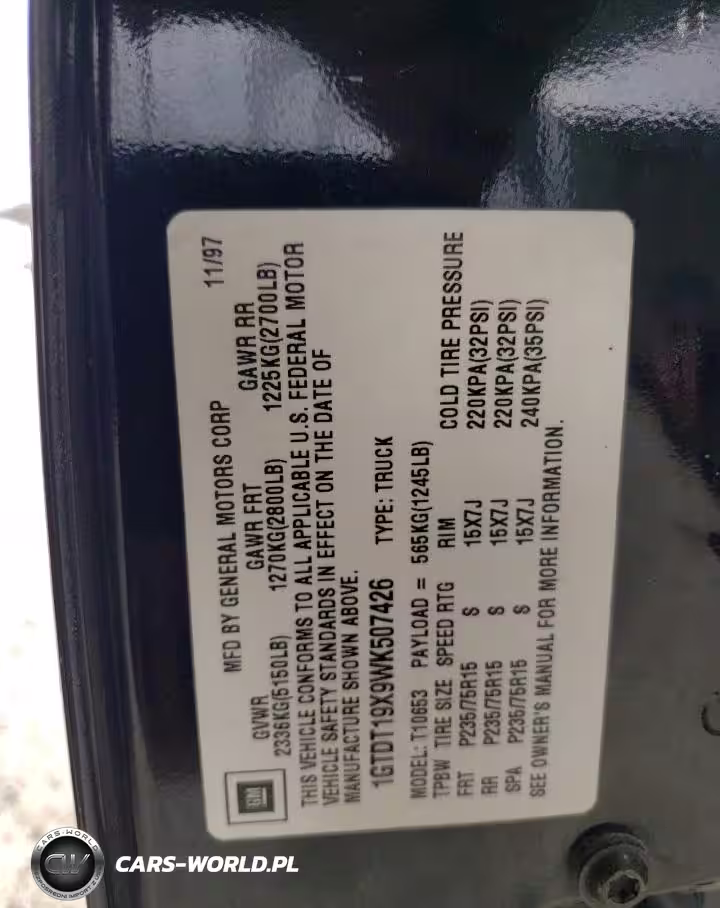 GM
MFD BY GENERAL MOTORS CORP 11/97
GVWR GAWR FRT GAWR RR
2336KG(5150LB) 1270KG(2800LB) 1225KG(2700LB)
THIS VEHICLE CONFORMS TO ALL APPLICABLE U.S. FEDERAL MOTOR
VEHICLE SAFETY STANDARDS IN EFFECT ON THE DATE OF
MANUFACTURE SHOWN ABOVE.
1GTDT19X9WK507426 TYPE: TRUCK
MODEL: T10653 PAYLOAD = 565KG(1245LB)
TPBW TIRE SIZE SPEED RTG RIM COLD TIRE PRESSURE
FRT P235/75R15 S 15X7J 220KPA(32PSI)
RR P235/75R15 S 15X7J 220KPA(32PSI)
SPA P235/75R15 S 15X7J 240KPA(35PSI)
SEE OWNER'S MANUAL FOR MORE INFORMATION.
CARS-WORLD
CW
CARS-WORLD.PL